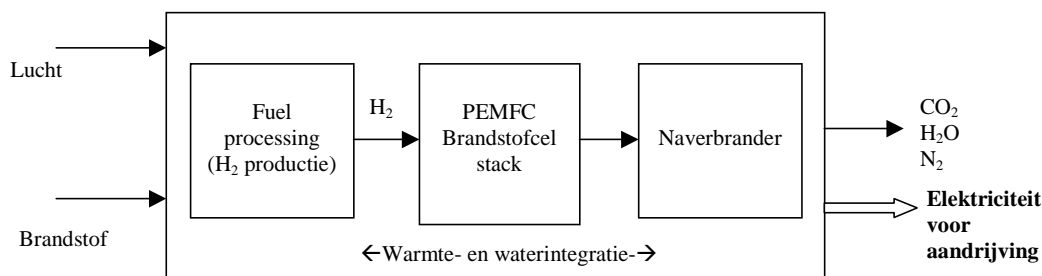 Lucht
Brandstof
Fuel
processing
(H₂ productie)
H₂
PEMFC
Brandstofcel
stack
Naverbrander
←Warmte- en waterintegratie-→
CO₂
H₂O
N₂
Elektriciteit
voor
aandrijving